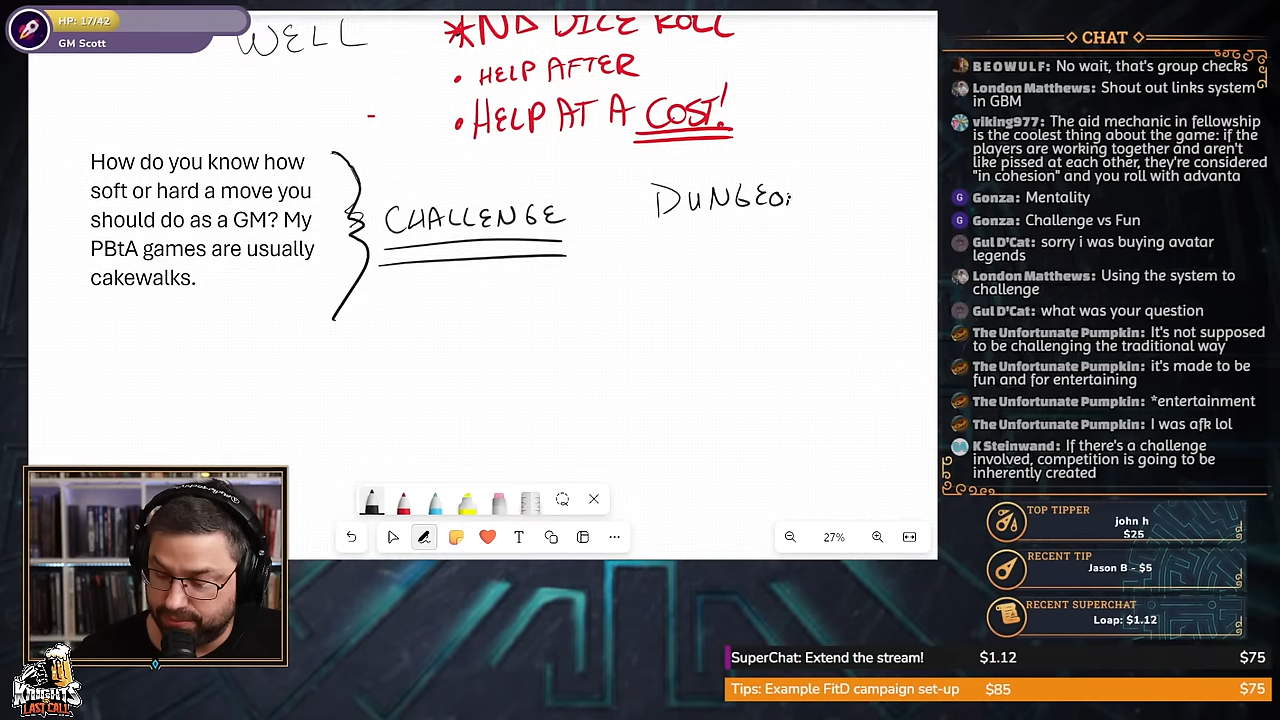 HP: 17/42
GM Scott
WELL
*NO DICE ROLL
• HELP AFTER
• HELP AT A COST!
How do you know how
soft or hard a move you
should do as a GM? My
PBtA games are usually
cakewalks.
CHALLENGE
DUNGEO
27%
CHAT
BEOWULF: No wait, that's group checks
London Matthews: Shout out links system
in GBM
viking977: The aid mechanic in fellowship
is the coolest thing about the game: if the
players are working together and aren't
like pissed at each other, they're considered
"in cohesion" and you roll with advanta
Gonza: Mentality
Gonza: Challenge vs Fun
Gul D'Cat: sorry i was buying avatar
legends
London Matthews: Using the system to
challenge
Gul D'Cat: what was your question
The Unfortunate Pumpkin: It's not supposed
to be challenging the traditional way
The Unfortunate Pumpkin: it's made to be
fun and for entertaining
The Unfortunate Pumpkin: *entertainment
The Unfortunate Pumpkin: I was afk lol
K Steinwand: If there's a challenge
involved, competition is going to be
inherently created
TOP TIPPER
john h
$25
RECENT TIP
Jason B - $5
RECENT SUPERCHAT
Loap: $1.12
SuperChat: Extend the stream! $1.12 $75
Tips: Example FitD campaign set-up $85 $75
KNIGHTS
LAST CALL